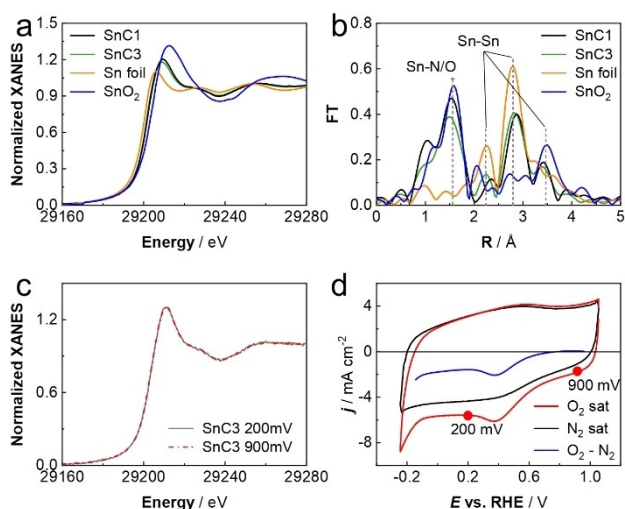 a
Normalized XANES
1.5
1.2
0.9
0.6
0.3
0.0
SnC1
SnC3
Sn foil
SnO₂
29160
29200
29240
29280
Energy / eV
b
FT
0.8
0.6
0.4
0.2
0.0
Sn-N/O
Sn-Sn
SnC1
SnC3
Sn foil
SnO₂
0
1
2
3
4
5
R / Å
c
Normalized XANES
1.2
0.9
0.6
0.3
0.0
SnC3 200mV
SnC3 900mV
29160
29200
29240
29280
Energy / eV
d
j / mA cm⁻²
4
0
-4
-8
900 mV
200 mV
O₂ sat
N₂ sat
O₂ - N₂
-0.2
0.2
0.6
1.0
E vs. RHE / V